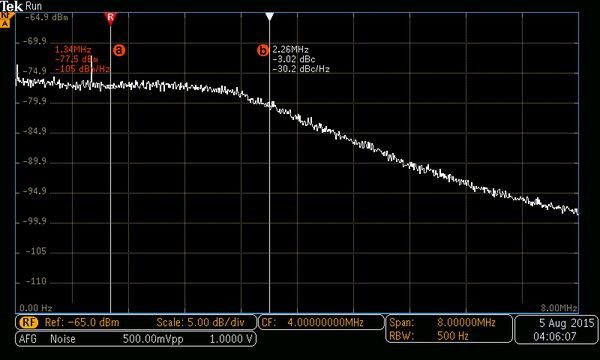 Tek Run
RF
A
-64.9 dBm
R
-69.9
1.34MHz
-77.5 dBm
-105 dBm/Hz
a
b
2.26MHz
-3.02 dBc
-30.2 dBc/Hz
-74.9
-79.9
-84.9
-89.9
-94.9
-99.9
-105
-110
0.00 Hz
8.00MHz
RF Ref: -65.0 dBm Scale: 5.00 dB/div
CF: 4.00000000MHz
Span: 8.00000MHz
RBW: 500 Hz
5 Aug 2015
04:06:07
AFG Noise 500.00mVpp 1.0000 V